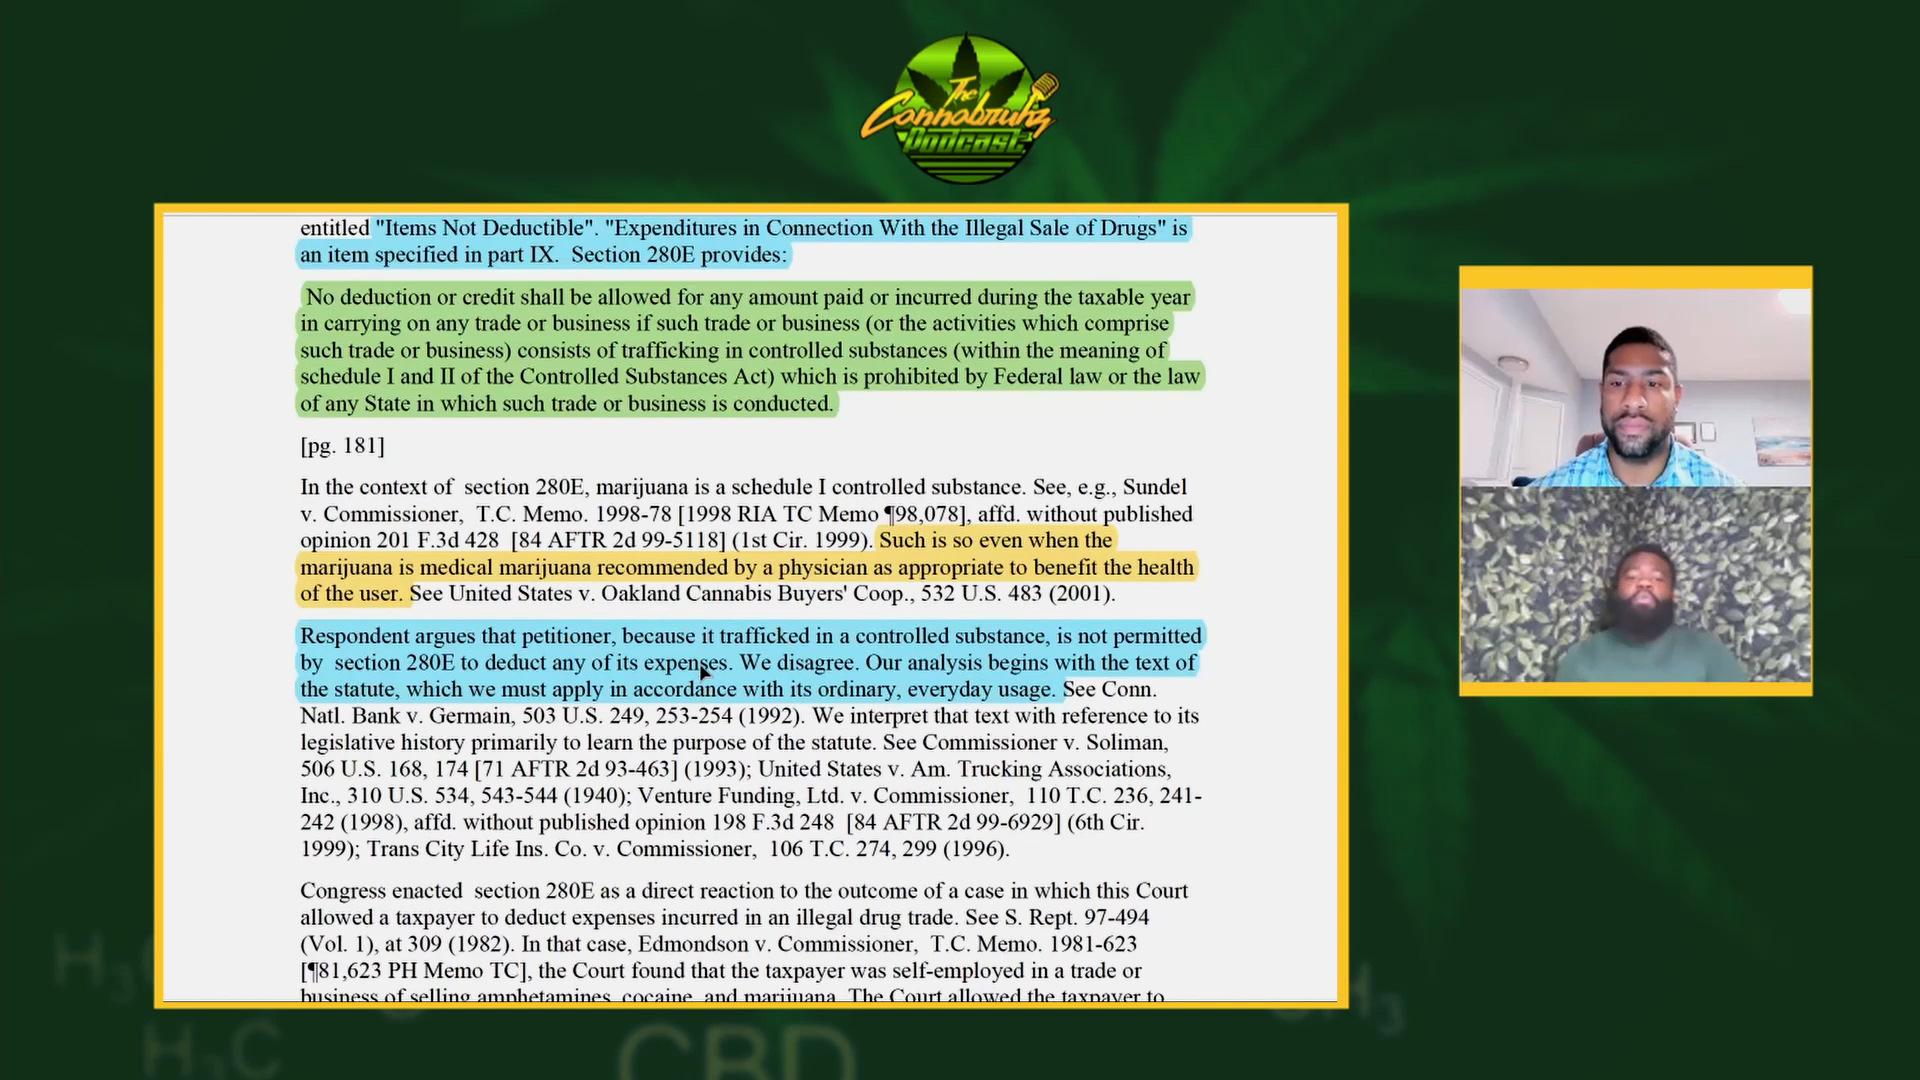 The
Cannabruhz
Podcast
entitled "Items Not Deductible". "Expenditures in Connection With the Illegal Sale of Drugs" is
an item specified in part IX.  Section 280E provides:
No deduction or credit shall be allowed for any amount paid or incurred during the taxable year
in carrying on any trade or business if such trade or business (or the activities which comprise
such trade or business) consists of trafficking in controlled substances (within the meaning of
schedule I and II of the Controlled Substances Act) which is prohibited by Federal law or the law
of any State in which such trade or business is conducted.
[pg. 181]
In the context of  section 280E, marijuana is a schedule I controlled substance. See, e.g., Sundel
v. Commissioner,  T.C. Memo. 1998-78 [1998 RIA TC Memo ¶98,078], affd. without published
opinion 201 F.3d 428  [84 AFTR 2d 99-5118] (1st Cir. 1999). Such is so even when the
marijuana is medical marijuana recommended by a physician as appropriate to benefit the health
of the user. See United States v. Oakland Cannabis Buyers' Coop., 532 U.S. 483 (2001).
Respondent argues that petitioner, because it trafficked in a controlled substance, is not permitted
by  section 280E to deduct any of its expenses. We disagree. Our analysis begins with the text of
the statute, which we must apply in accordance with its ordinary, everyday usage. See Conn.
Natl. Bank v. Germain, 503 U.S. 249, 253-254 (1992). We interpret that text with reference to its
legislative history primarily to learn the purpose of the statute. See Commissioner v. Soliman,
506 U.S. 168, 174 [71 AFTR 2d 93-463] (1993); United States v. Am. Trucking Associations,
Inc., 310 U.S. 534, 543-544 (1940); Venture Funding, Ltd. v. Commissioner,  110 T.C. 236, 241-
242 (1998), affd. without published opinion 198 F.3d 248  [84 AFTR 2d 99-6929] (6th Cir.
1999); Trans City Life Ins. Co. v. Commissioner,  106 T.C. 274, 299 (1996).
Congress enacted  section 280E as a direct reaction to the outcome of a case in which this Court
allowed a taxpayer to deduct expenses incurred in an illegal drug trade. See S. Rept. 97-494
(Vol. 1), at 309 (1982). In that case, Edmondson v. Commissioner,  T.C. Memo. 1981-623
[¶81,623 PH Memo TC], the Court found that the taxpayer was self-employed in a trade or
business of selling amphetamines, cocaine, and marijuana. The Court allowed the taxpayer to
H₃C
H₃C
CBD